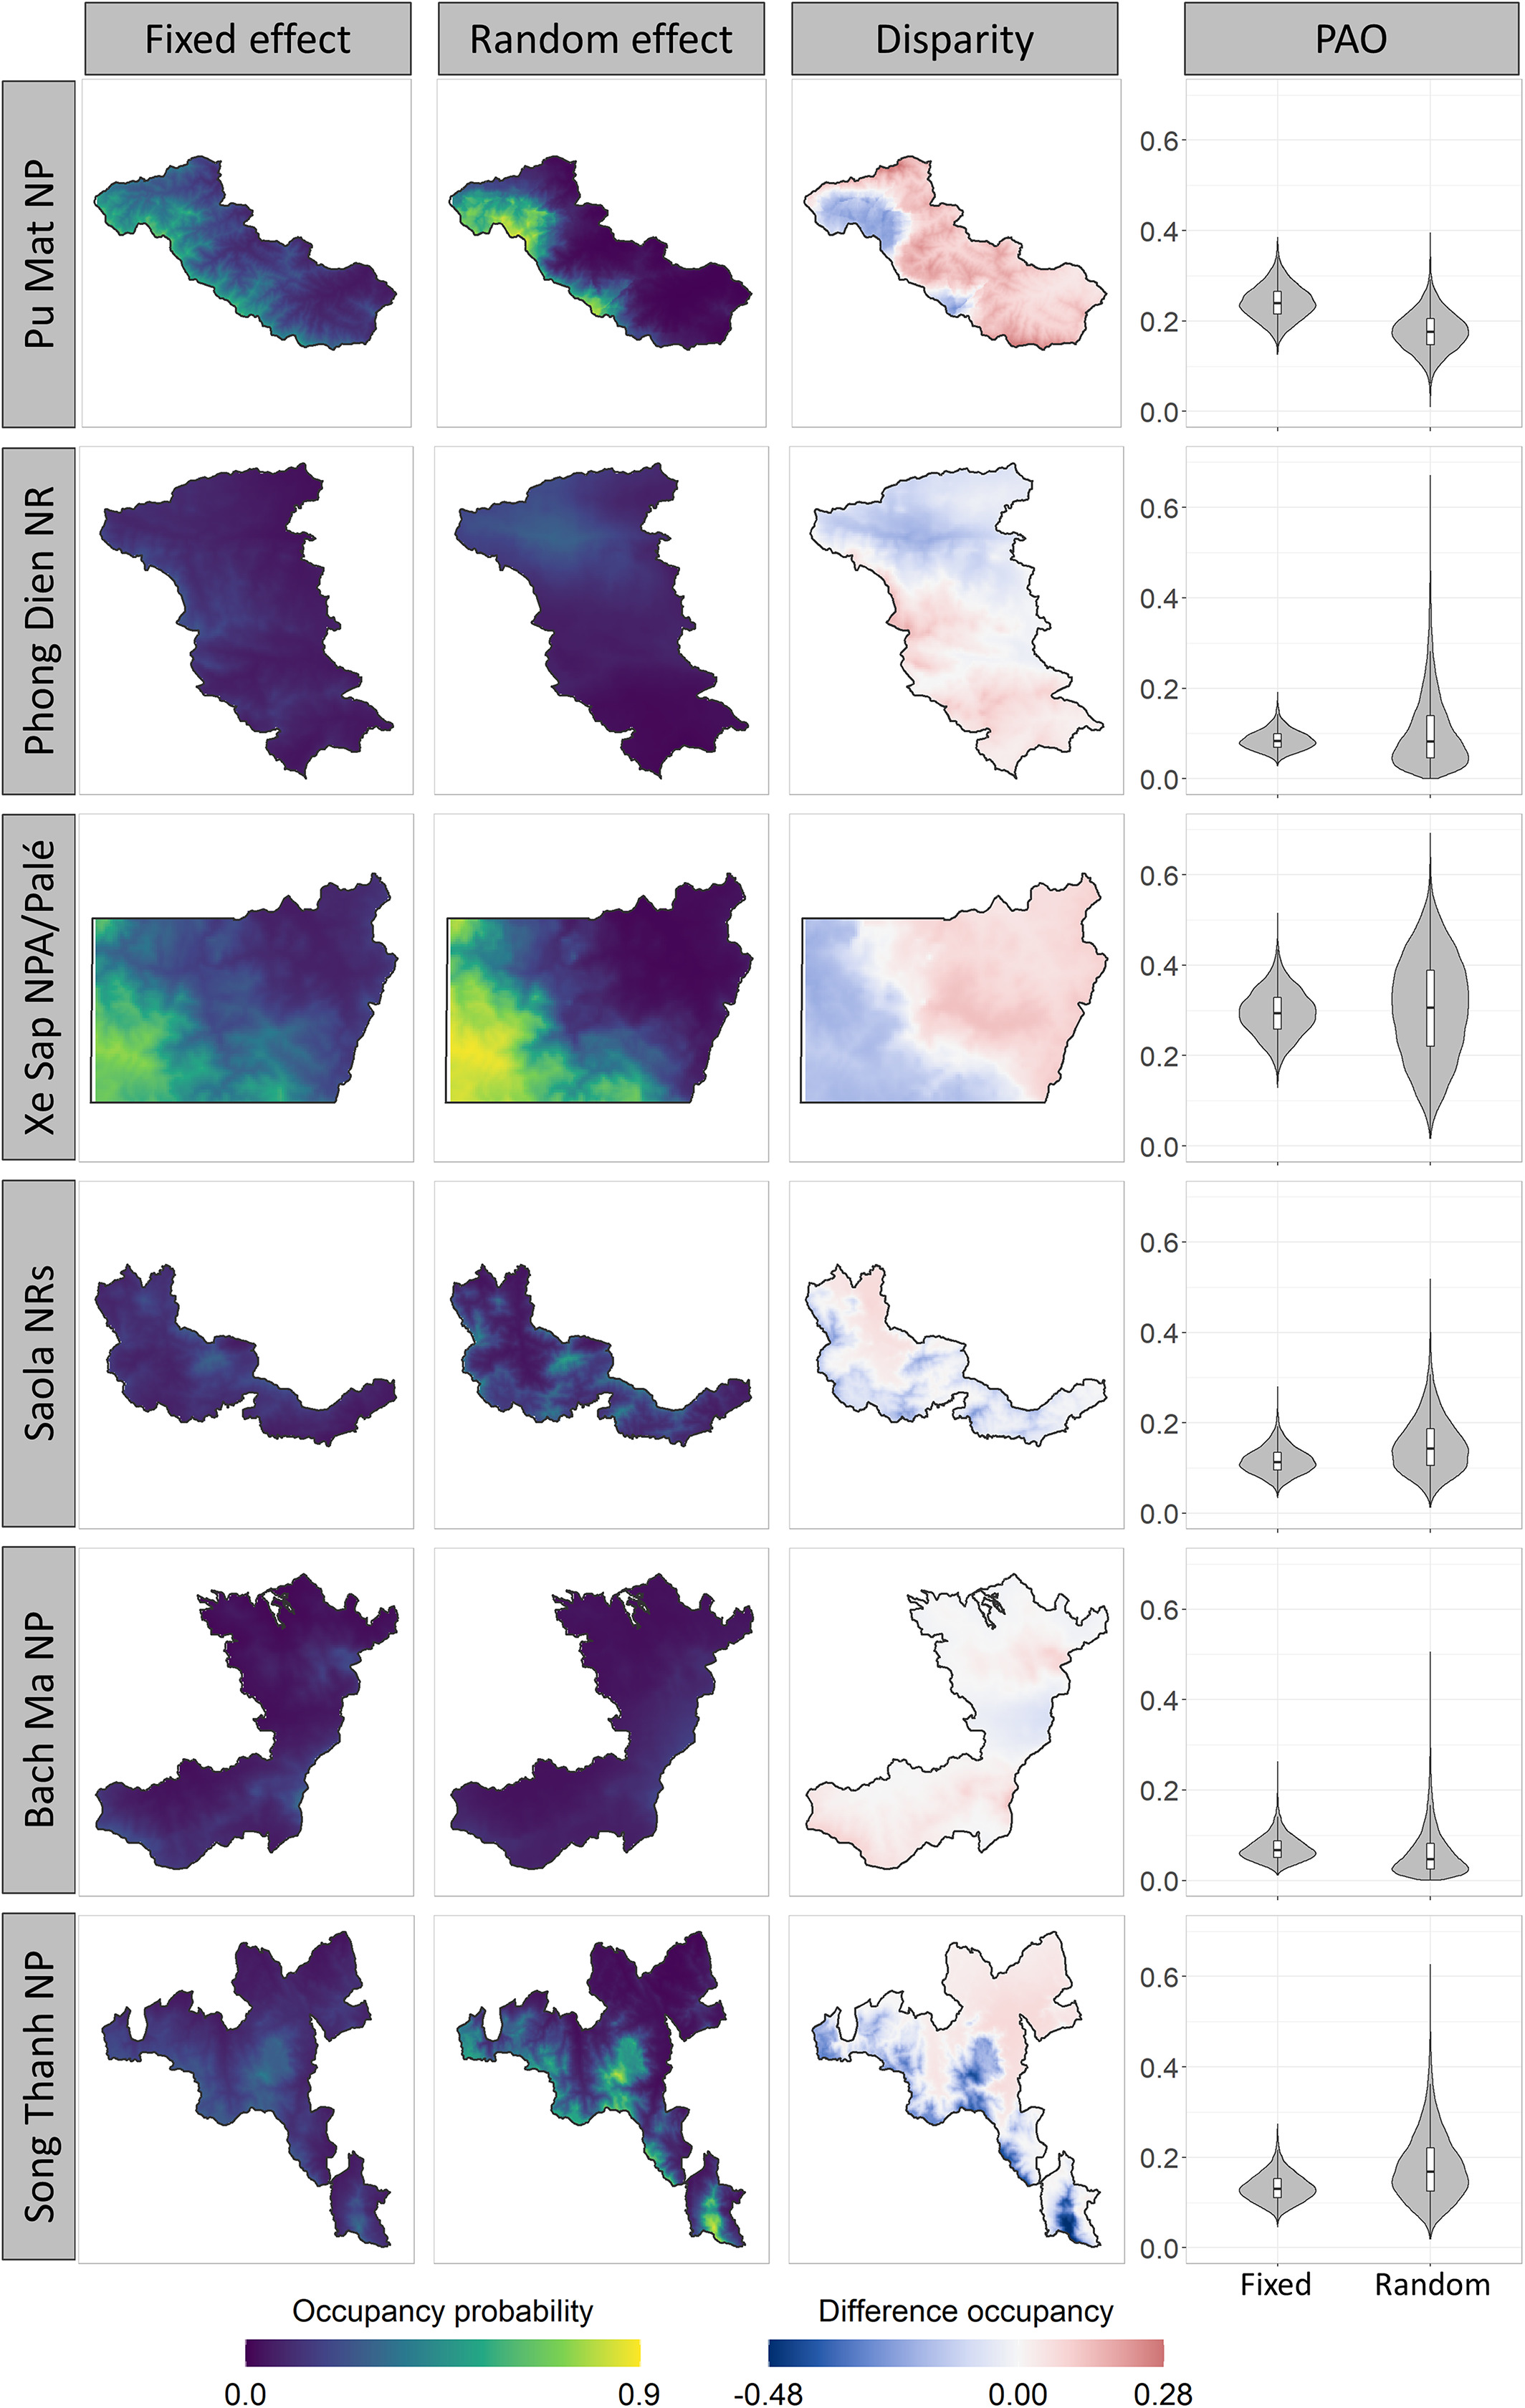 Fixed effect Random effect Disparity PAO
Pu Mat NP
0.6
0.4
0.2
0.0
Phong Dien NR
0.6
0.4
0.2
0.0
Xe Sap NPA/Palé
0.6
0.4
0.2
0.0
Saola NRs
0.6
0.4
0.2
0.0
Bach Ma NP
0.6
0.4
0.2
0.0
Song Thanh NP
0.6
0.4
0.2
0.0
Fixed Random
Occupancy probability Difference occupancy
0.0 0.9 -0.48 0.00 0.28